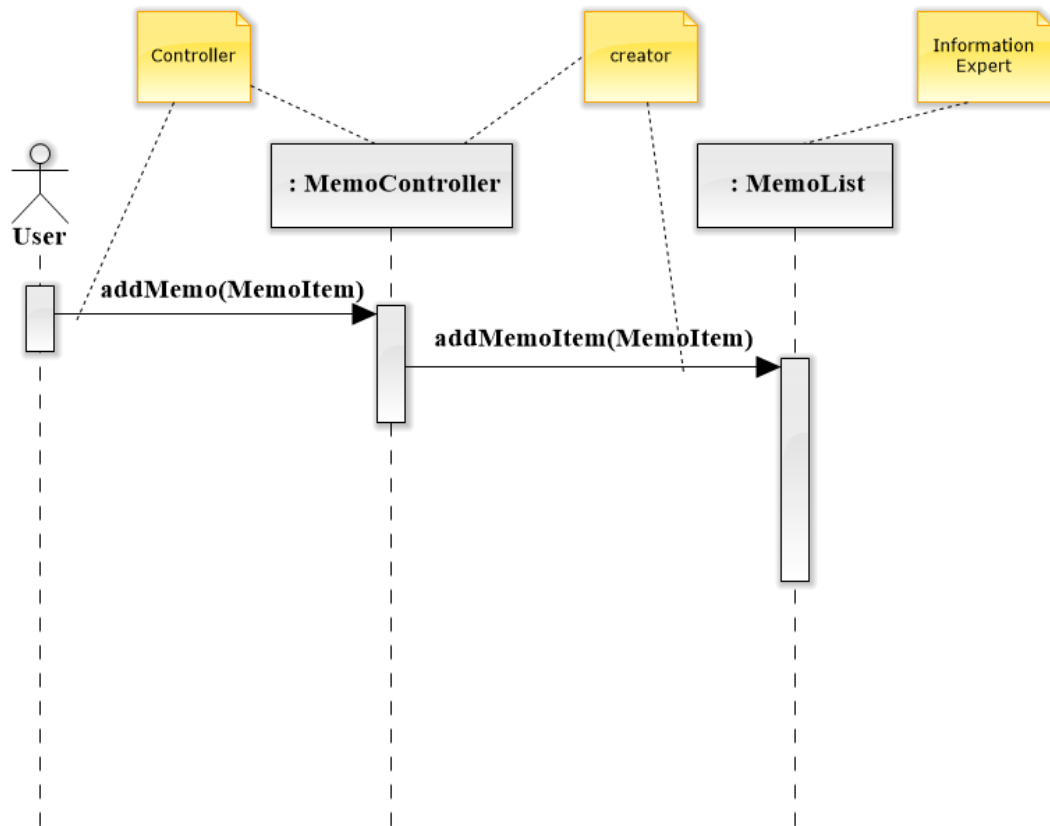 Controller
creator
Information
Expert
: MemoController
: MemoList
User
addMemo(MemoItem)
addMemoItem(MemoItem)